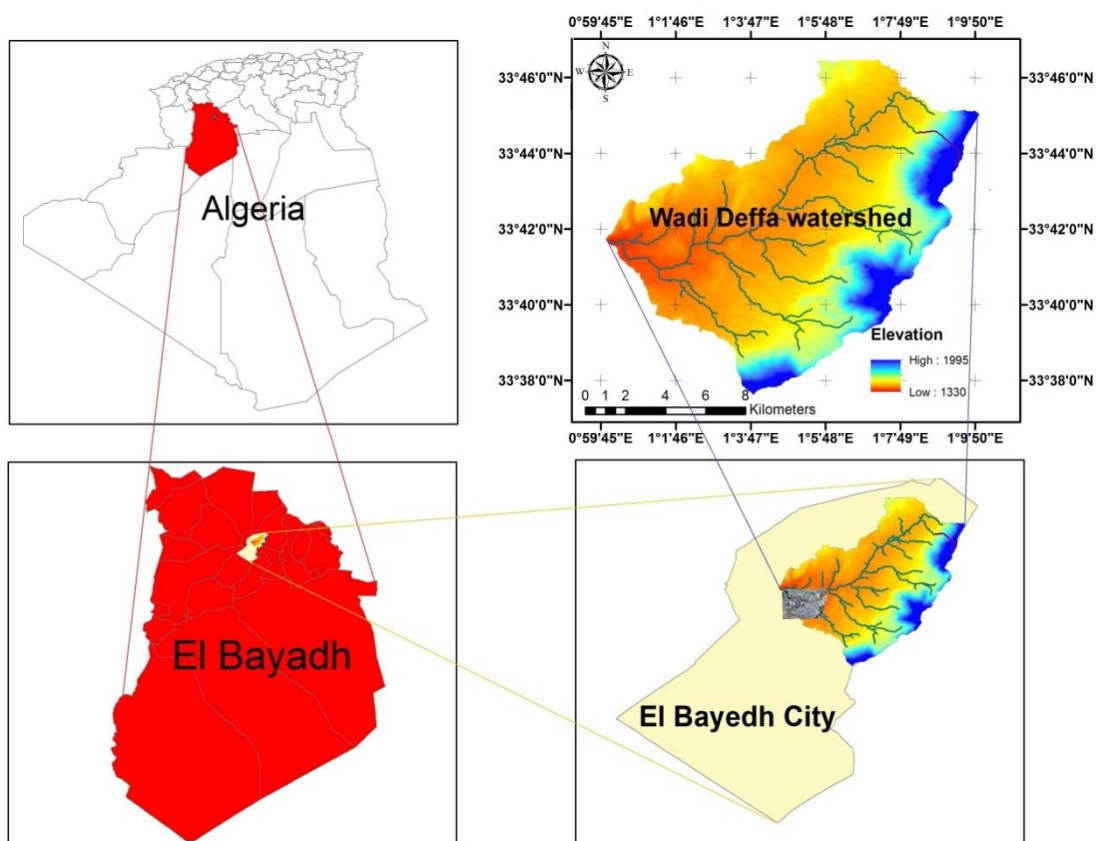 Algeria
0°59'45"E 1°1'46"E 1°3'47"E 1°5'48"E 1°7'49"E 1°9'50"E
N
W E
S
33°46'0"N 33°46'0"N
33°44'0"N 33°44'0"N
Wadi Deffa watershed
33°42'0"N 33°42'0"N
33°40'0"N 33°40'0"N
Elevation
High : 1995
33°38'0"N 33°38'0"N
Low : 1330
0 1 2 4 6 8
Kilometers
0°59'45"E 1°1'46"E 1°3'47"E 1°5'48"E 1°7'49"E 1°9'50"E
El Bayadh
El Bayedh City